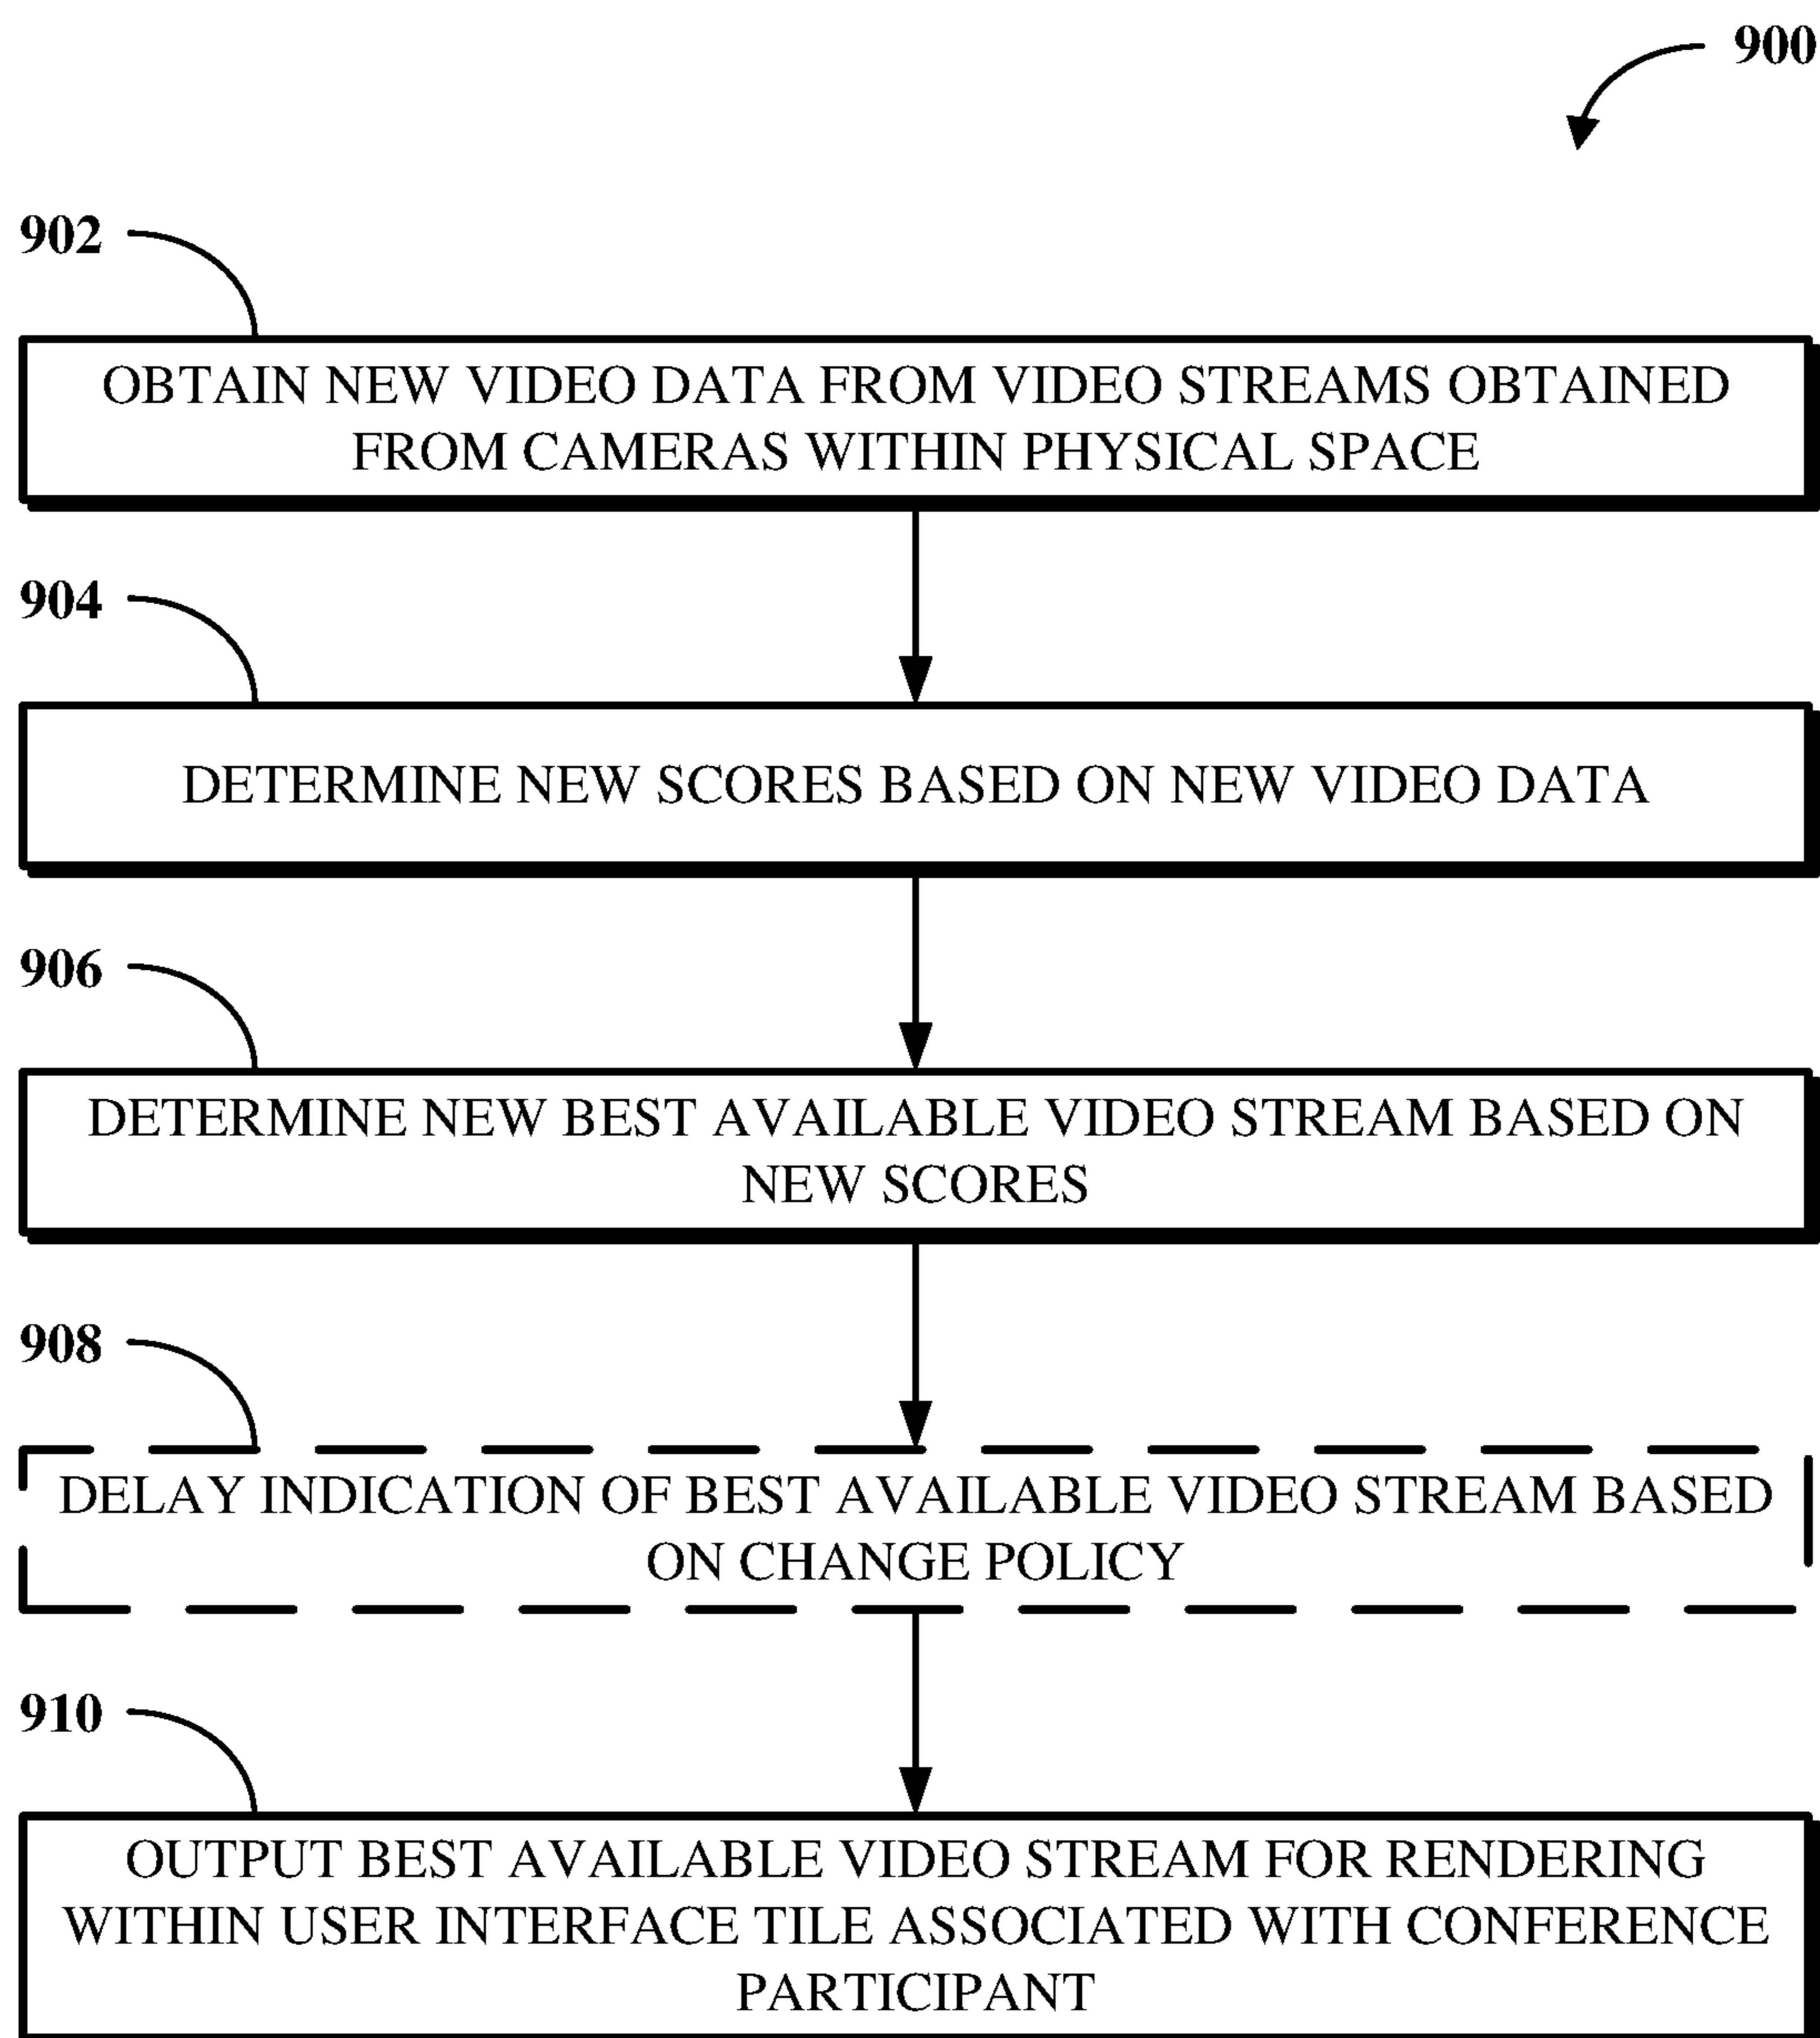 900
902
OBTAIN NEW VIDEO DATA FROM VIDEO STREAMS OBTAINED
FROM CAMERAS WITHIN PHYSICAL SPACE
904
DETERMINE NEW SCORES BASED ON NEW VIDEO DATA
906
DETERMINE NEW BEST AVAILABLE VIDEO STREAM BASED ON
NEW SCORES
908
DELAY INDICATION OF BEST AVAILABLE VIDEO STREAM BASED
ON CHANGE POLICY
910
OUTPUT BEST AVAILABLE VIDEO STREAM FOR RENDERING
WITHIN USER INTERFACE TILE ASSOCIATED WITH CONFERENCE
PARTICIPANT